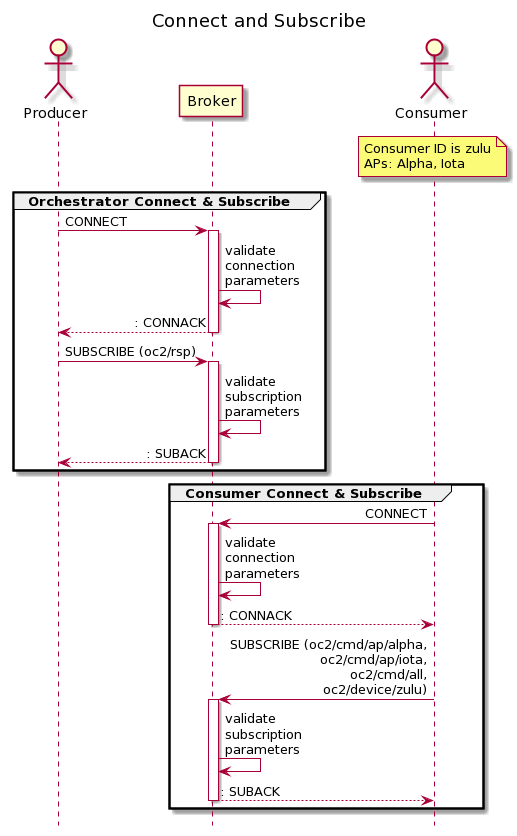 Connect and Subscribe
Producer
Broker
Consumer
Consumer ID is zulu
APs: Alpha, Iota
Orchestrator Connect & Subscribe
CONNECT
validate
connection
parameters
: CONNACK
SUBSCRIBE (oc2/rsp)
validate
subscription
parameters
: SUBACK
Consumer Connect & Subscribe
CONNECT
validate
connection
parameters
: CONNACK
SUBSCRIBE (oc2/cmd/ap/alpha,
oc2/cmd/ap/iota,
oc2/cmd/all,
oc2/device/zulu)
validate
subscription
parameters
: SUBACK